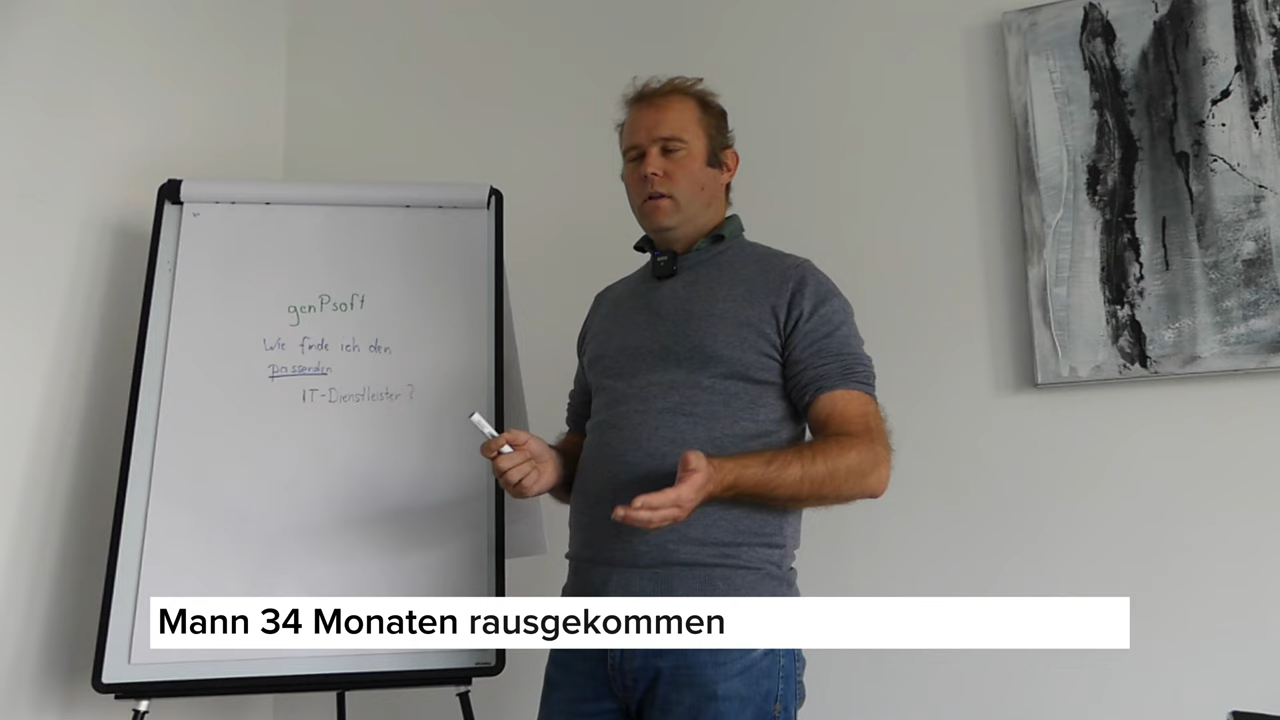 genPsoft
Wie finde ich den
passenden
IT-Dienstleister?
Mann 34 Monaten rausgekommen